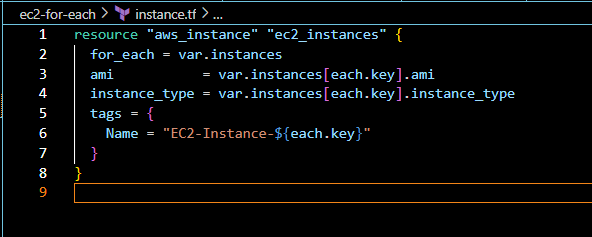 ec2-for-each > instance.tf > ...
1 resource "aws_instance" "ec2_instances" {
2   for_each = var.instances
3   ami           = var.instances[each.key].ami
4   instance_type = var.instances[each.key].instance_type
5   tags = {
6     Name = "EC2-Instance-${each.key}"
7   }
8 }
9